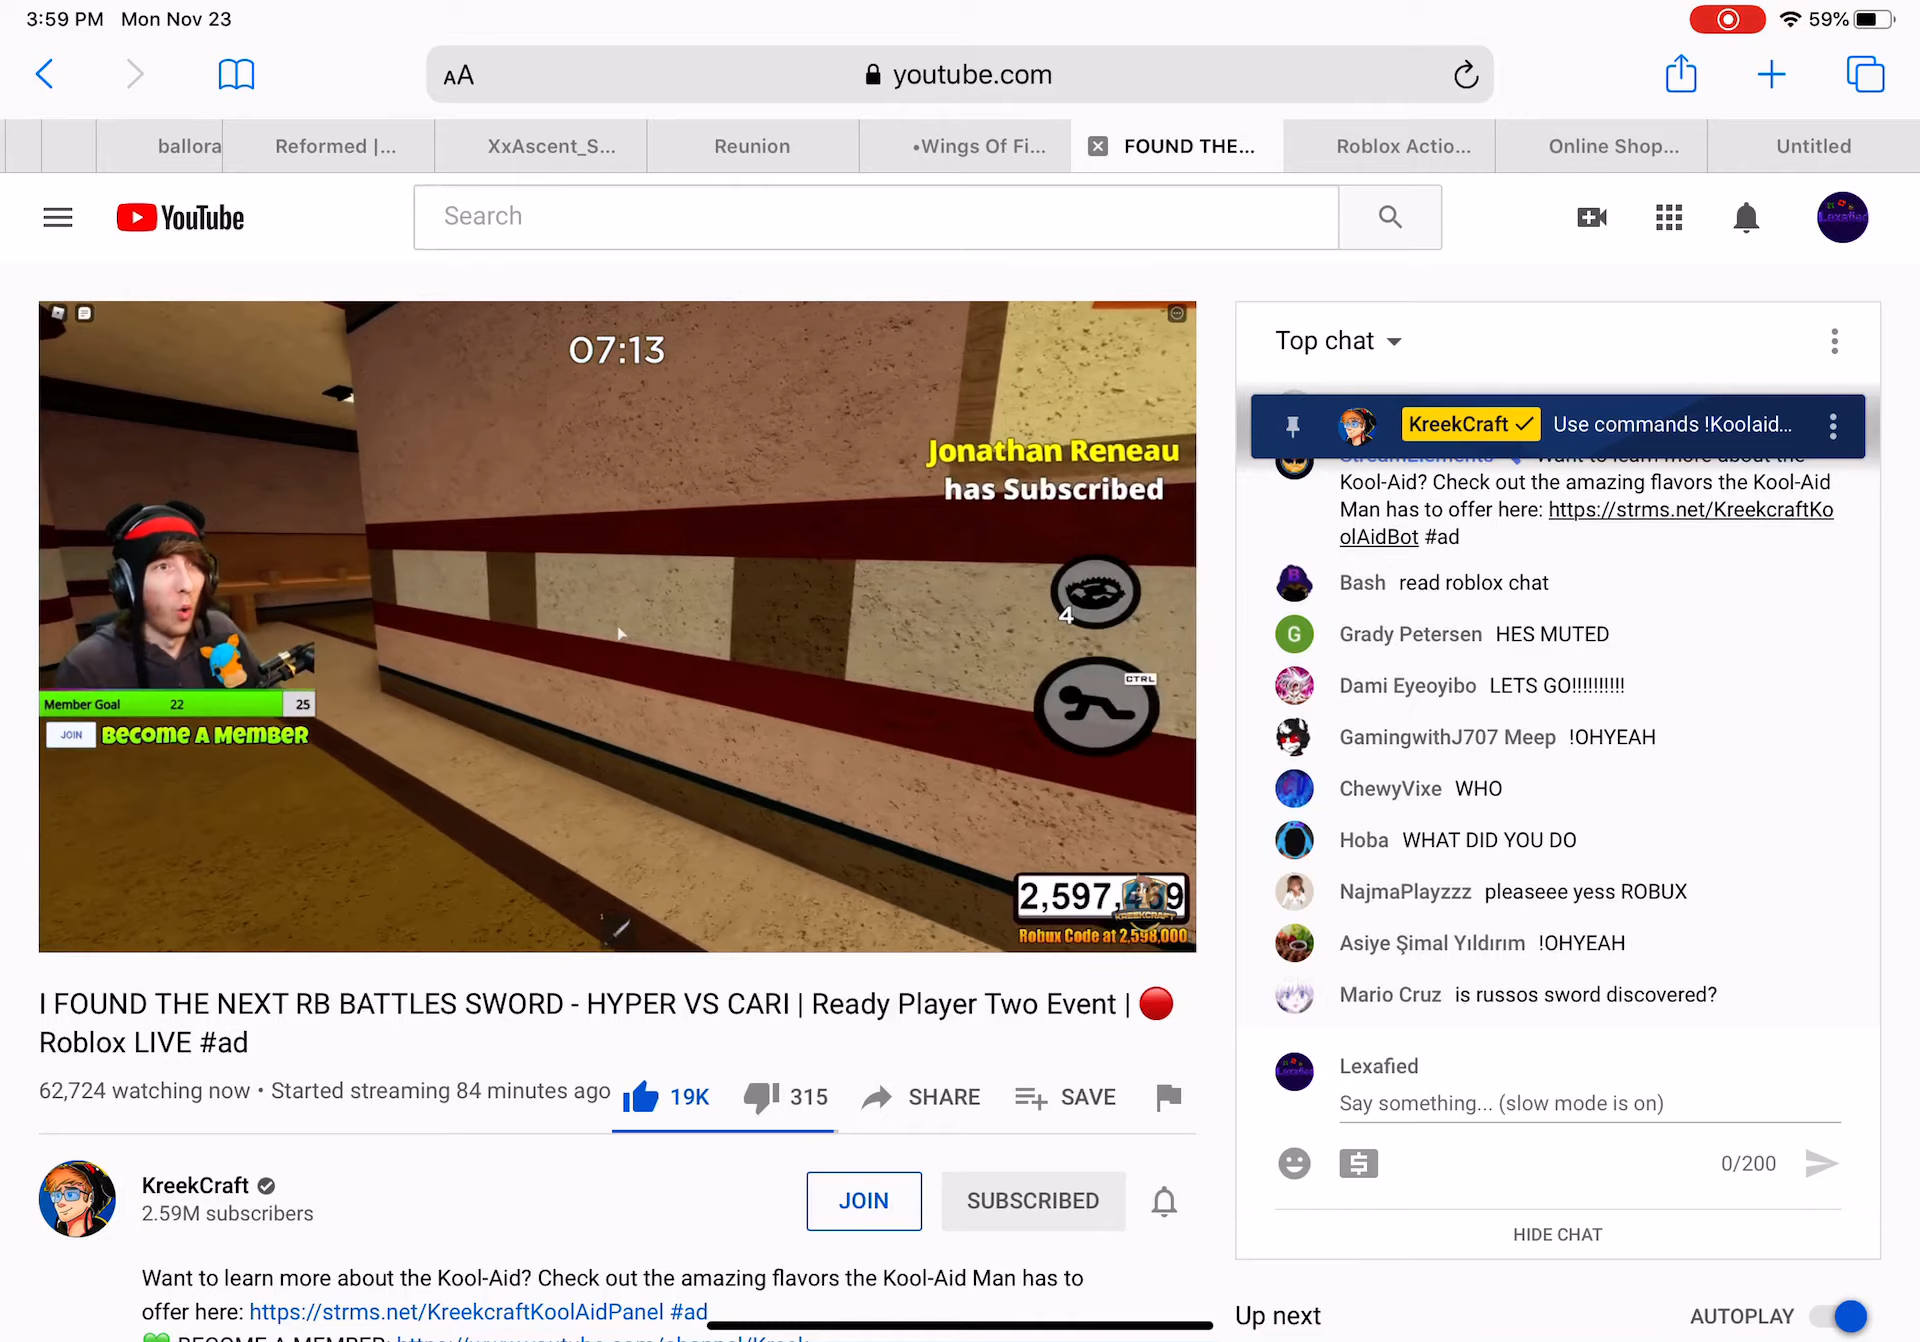 3:59 PM Mon Nov 23
59%
AA youtube.com
ballora
Reformed |...
XxAscent_S...
Reunion
•Wings Of Fi...
FOUND THE...
Roblox Actio...
Online Shop...
Untitled
YouTube
Search
Lexafied
07:13
Jonathan Reneau
has Subscribed
4
CTRL
Member Goal 22 25
JOIN BECOME A MEMBER
Robux Code at 2,598,000
I FOUND THE NEXT RB BATTLES SWORD - HYPER VS CARI | Ready Player Two Event | 🔴
Roblox LIVE #ad
62,724 watching now • Started streaming 84 minutes ago
19K 315 SHARE SAVE
KreekCraft
2.59M subscribers
JOIN SUBSCRIBED
Want to learn more about the Kool-Aid? Check out the amazing flavors the Kool-Aid Man has to
offer here: https://strms.net/KreekcraftKoolAidPanel #ad
Top chat
KreekCraft Use commands !Koolaid...
StreamElements Want to learn more about the
Kool-Aid? Check out the amazing flavors the Kool-Aid
Man has to offer here: https://strms.net/KreekcraftKo
olAidBot #ad
Bash read roblox chat
G Grady Petersen HES MUTED
Dami Eyeoyibo LETS GO!!!!!!!!!!
GamingwithJ707 Meep !OHYEAH
ChewyVixe WHO
Hoba WHAT DID YOU DO
NajmaPlayzzz pleaseee yess ROBUX
Asiye Şimal Yıldırım !OHYEAH
Mario Cruz is russos sword discovered?
Lexafied
Say something... (slow mode is on)
0/200
HIDE CHAT
Up next
AUTOPLAY